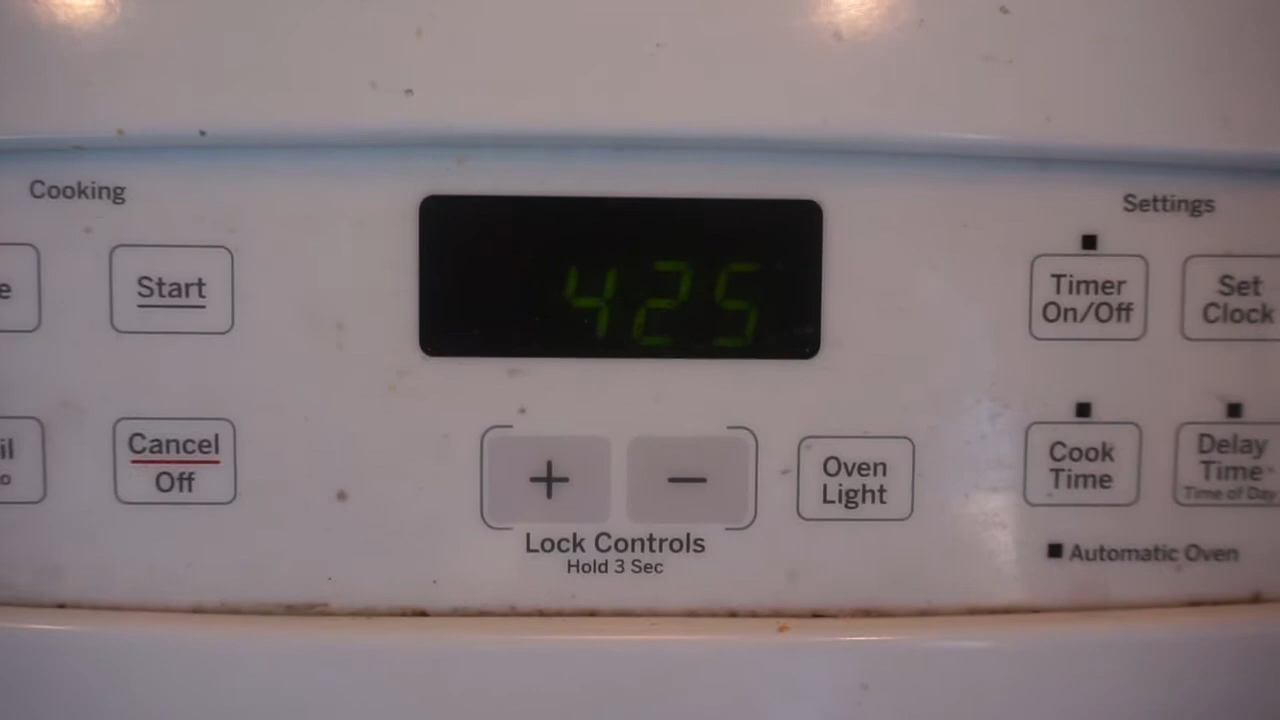 Cooking
Settings
Start
425
Timer
On/Off
Set
Clock
Cancel
Off
+
−
Oven
Light
Cook
Time
Delay
Time
Time of Day
Lock Controls
Hold 3 Sec
Automatic Oven